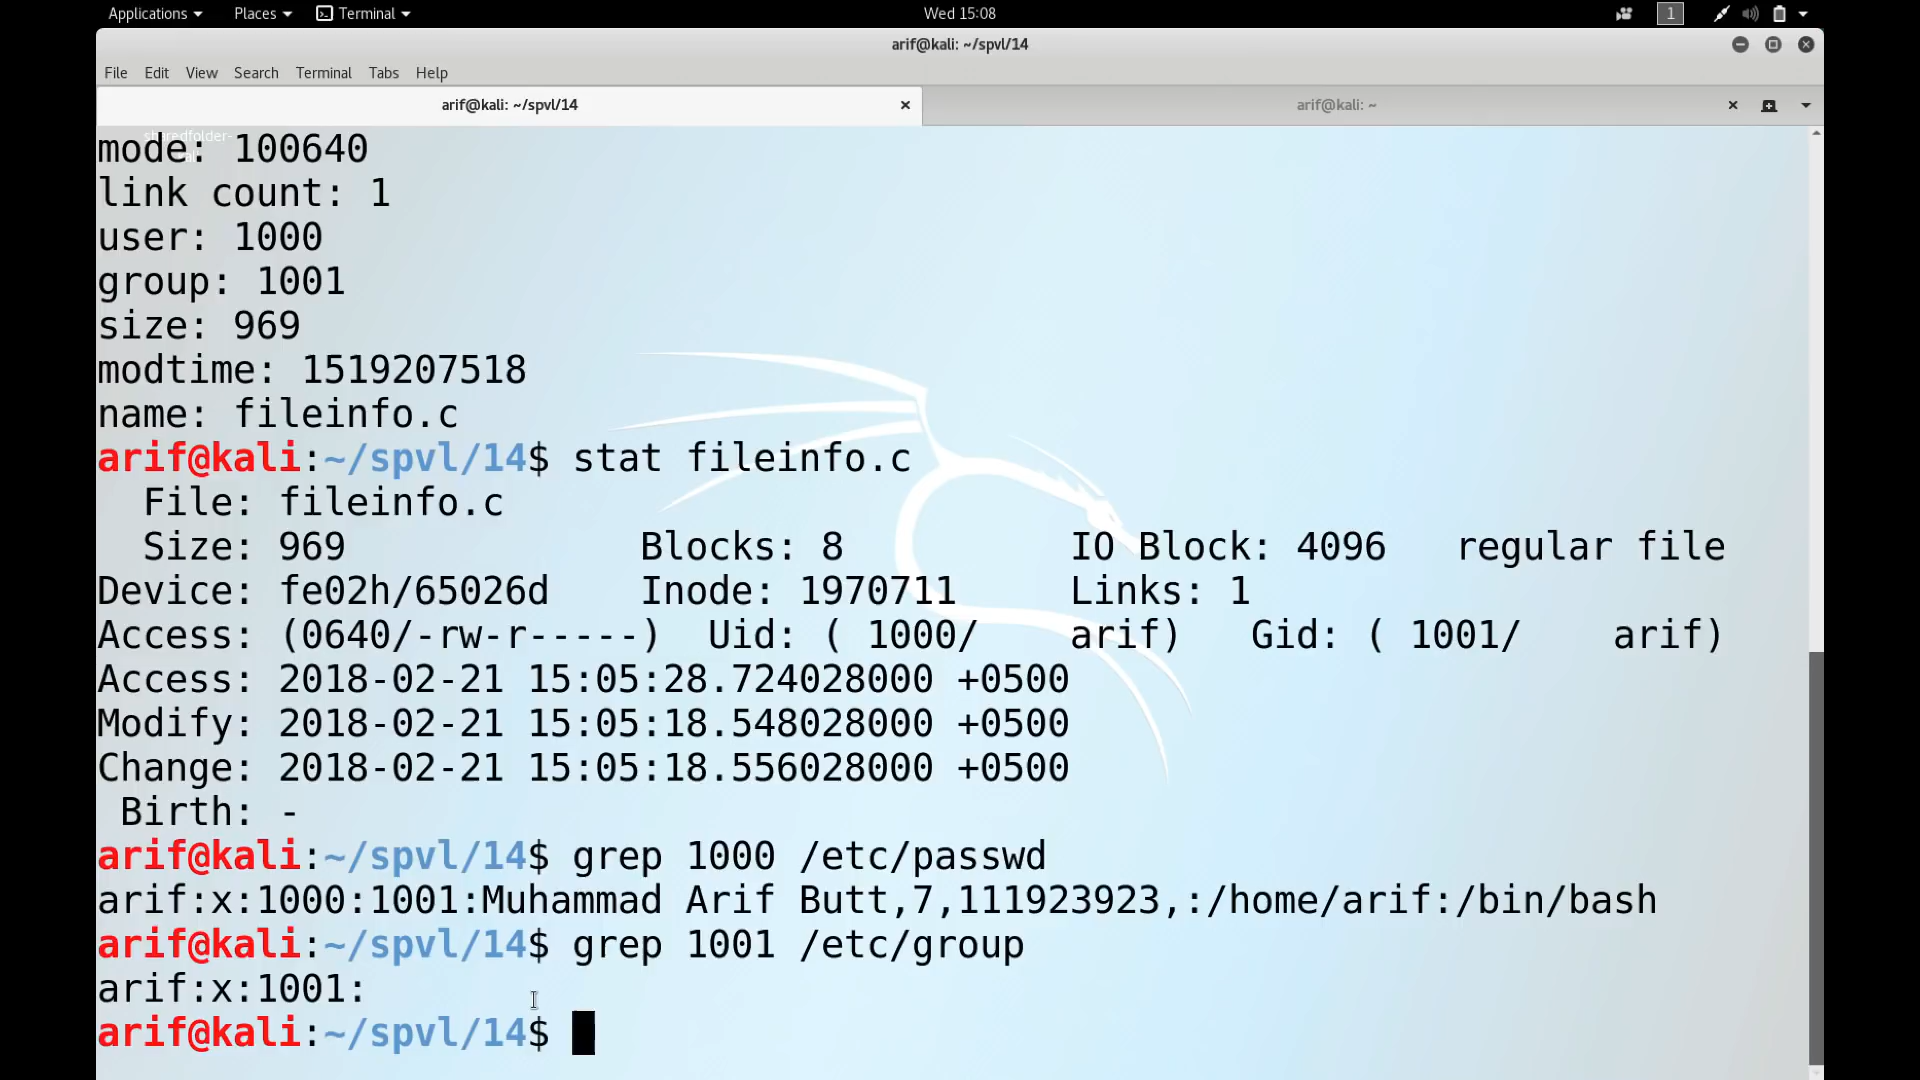 Applications Places Terminal Wed 15:08 1
arif@kali: ~/spvl/14
File Edit View Search Terminal Tabs Help
arif@kali: ~/spvl/14 arif@kali: ~
mode: 100640
link count: 1
user: 1000
group: 1001
size: 969
modtime: 1519207518
name: fileinfo.c
arif@kali:~/spvl/14$ stat fileinfo.c
File: fileinfo.c
Size: 969 Blocks: 8 IO Block: 4096 regular file
Device: fe02h/65026d Inode: 1970711 Links: 1
Access: (0640/-rw-r-----) Uid: ( 1000/ arif) Gid: ( 1001/ arif)
Access: 2018-02-21 15:05:28.724028000 +0500
Modify: 2018-02-21 15:05:18.548028000 +0500
Change: 2018-02-21 15:05:18.556028000 +0500
Birth: -
arif@kali:~/spvl/14$ grep 1000 /etc/passwd
arif:x:1000:1001:Muhammad Arif Butt,7,111923923,:/home/arif:/bin/bash
arif@kali:~/spvl/14$ grep 1001 /etc/group
arif:x:1001:
arif@kali:~/spvl/14$